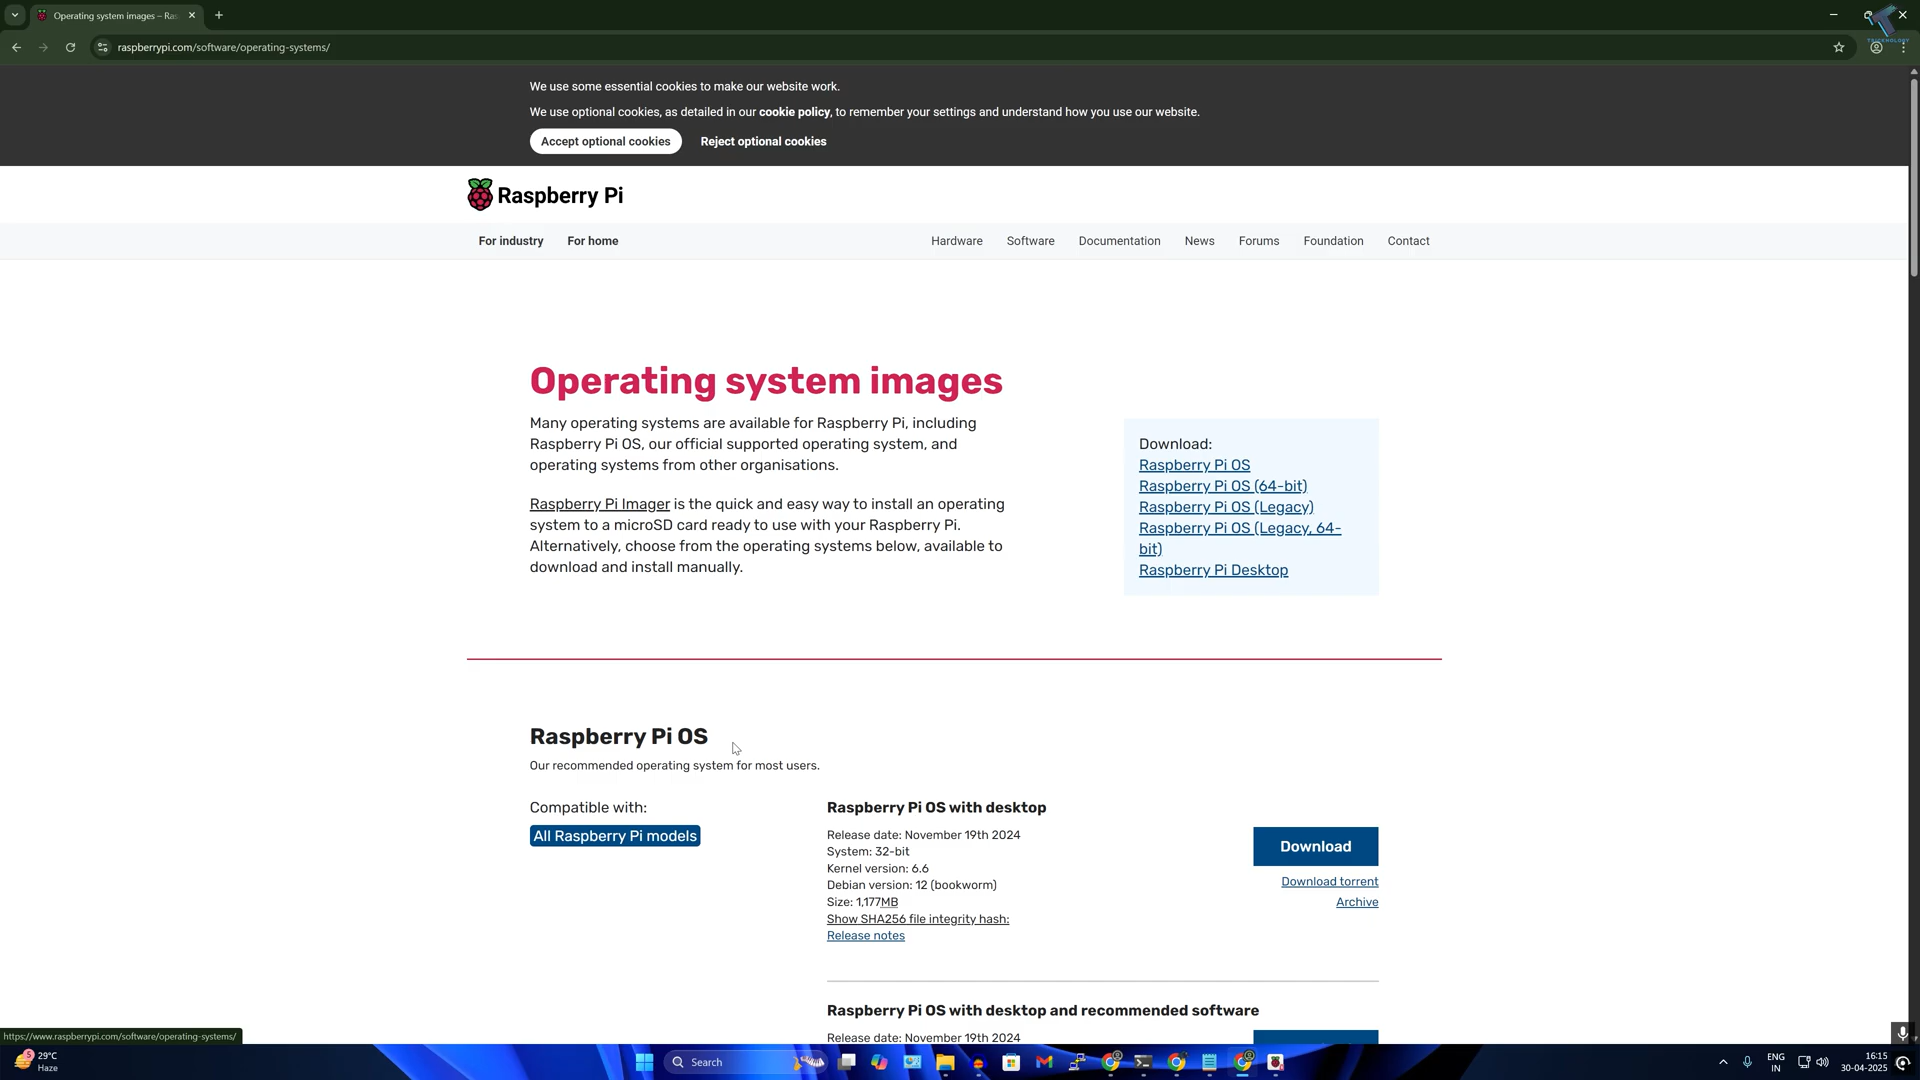 Operating system images – Ras
raspberrypi.com/software/operating-systems/
TRICKNOLOGY
We use some essential cookies to make our website work.
We use optional cookies, as detailed in our cookie policy, to remember your settings and understand how you use our website.
Accept optional cookies
Reject optional cookies
Raspberry Pi
For industry
For home
Hardware
Software
Documentation
News
Forums
Foundation
Contact
Operating system images
Many operating systems are available for Raspberry Pi, including
Raspberry Pi OS, our official supported operating system, and
operating systems from other organisations.
Raspberry Pi Imager is the quick and easy way to install an operating
system to a microSD card ready to use with your Raspberry Pi.
Alternatively, choose from the operating systems below, available to
download and install manually.
Download:
Raspberry Pi OS
Raspberry Pi OS (64-bit)
Raspberry Pi OS (Legacy)
Raspberry Pi OS (Legacy, 64-
bit)
Raspberry Pi Desktop
Raspberry Pi OS
Our recommended operating system for most users.
Compatible with:
All Raspberry Pi models
Raspberry Pi OS with desktop
Release date: November 19th 2024
System: 32-bit
Kernel version: 6.6
Debian version: 12 (bookworm)
Size: 1,177MB
Show SHA256 file integrity hash:
Release notes
Download
Download torrent
Archive
Raspberry Pi OS with desktop and recommended software
Release date: November 19th 2024
https://www.raspberrypi.com/software/operating-systems/
5
29°C
Haze
Search
ENG
IN
16:15
30-04-2025